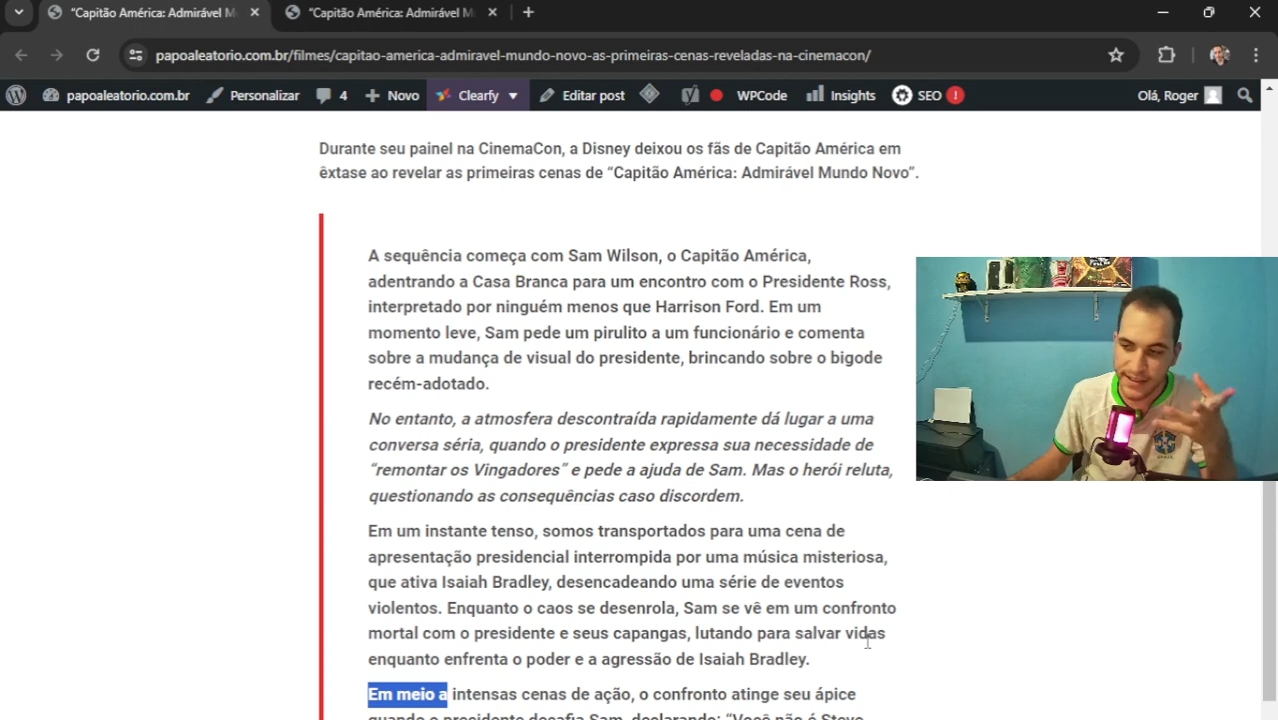 "Capitão América: Admirável M
"Capitão América: Admirável M
papoaleatorio.com.br/filmes/capitao-america-admiravel-mundo-novo-as-primeiras-cenas-reveladas-na-cinemacon/
papoaleatorio.com.br Personalizar 4 Novo Clearfy Editar post WPCode Insights SEO ! Olá, Roger
Durante seu painel na CinemaCon, a Disney deixou os fãs de Capitão América em
êxtase ao revelar as primeiras cenas de “Capitão América: Admirável Mundo Novo”.
A sequência começa com Sam Wilson, o Capitão América,
adentrando a Casa Branca para um encontro com o Presidente Ross,
interpretado por ninguém menos que Harrison Ford. Em um
momento leve, Sam pede um pirulito a um funcionário e comenta
sobre a mudança de visual do presidente, brincando sobre o bigode
recém-adotado.
No entanto, a atmosfera descontraída rapidamente dá lugar a uma
conversa séria, quando o presidente expressa sua necessidade de
“remontar os Vingadores” e pede a ajuda de Sam. Mas o herói reluta,
questionando as consequências caso discordem.
Em um instante tenso, somos transportados para uma cena de
apresentação presidencial interrompida por uma música misteriosa,
que ativa Isaiah Bradley, desencadeando uma série de eventos
violentos. Enquanto o caos se desenrola, Sam se vê em um confronto
mortal com o presidente e seus capangas, lutando para salvar vidas
enquanto enfrenta o poder e a agressão de Isaiah Bradley.
Em meio a intensas cenas de ação, o confronto atinge seu ápice
quando o presidente desafia Sam, declarando: “Você não é Steve